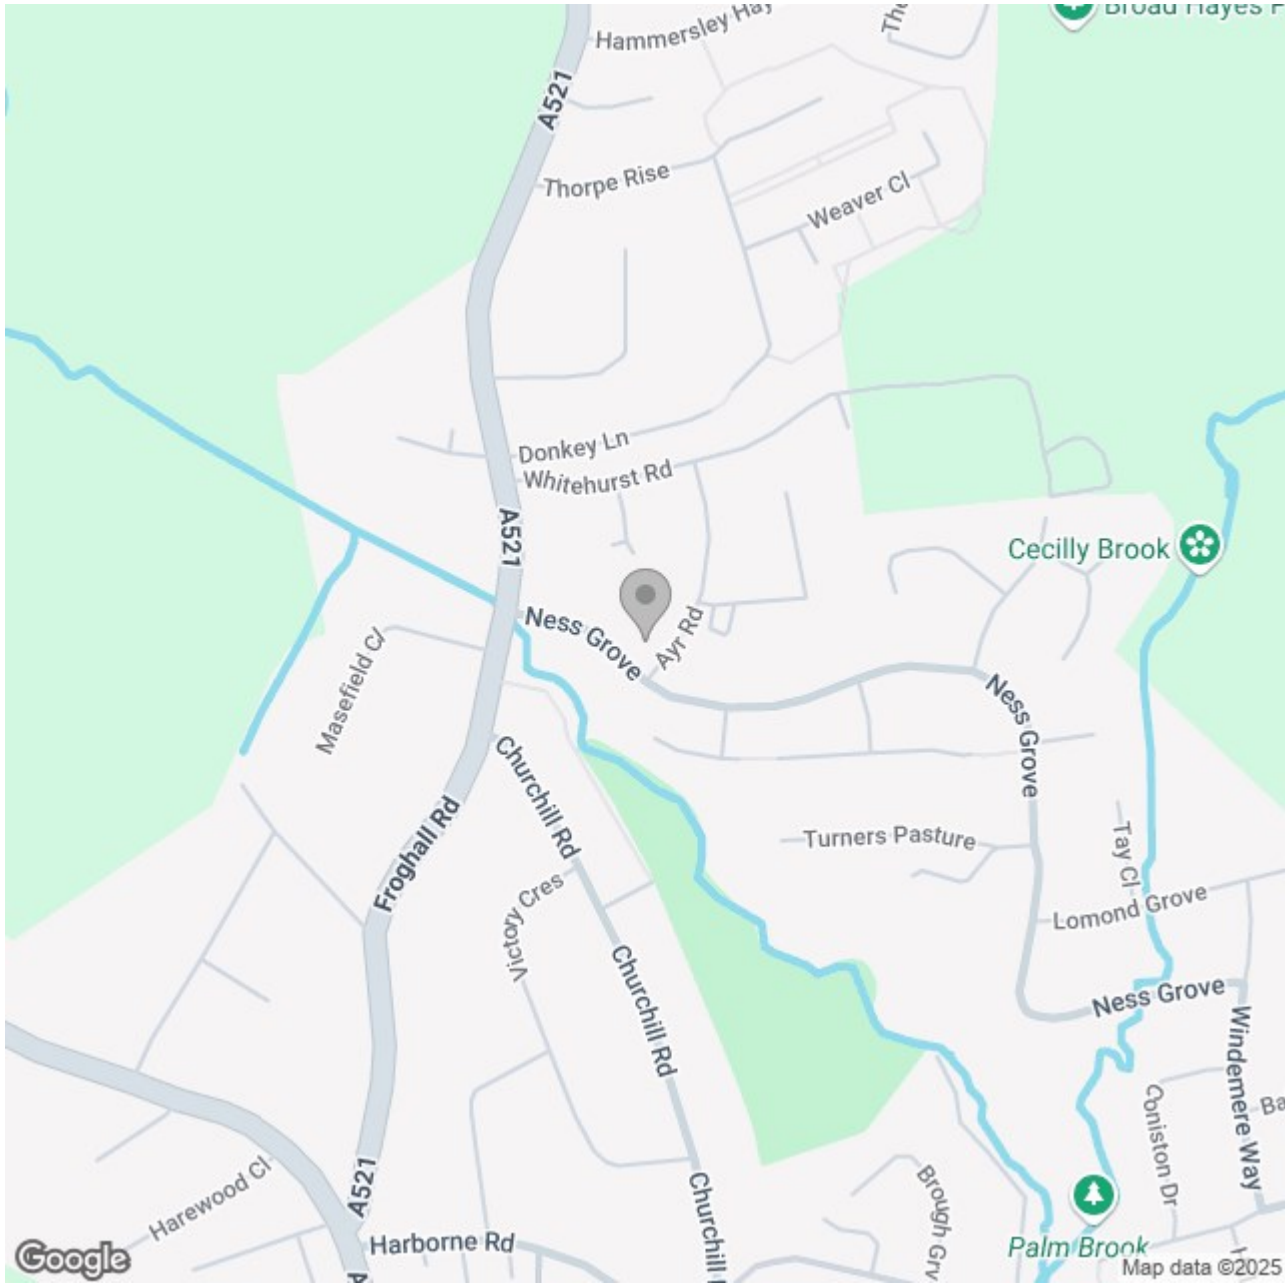 Broad Hayes P
Hammersley Hay
A521
Thorpe Rise
Weaver Cl
Donkey Ln
Whitehurst Rd
A521
Cecilly Brook
Ness Grove
Ayr Rd
Masefield Cl
Ness Grove
Churchill Rd
Froghall Rd
Turners Pasture
Tay Cl
Victory Cres
Lomond Grove
Churchill Rd
Ness Grove
Windemere Way
Coniston Dr
Ba
A521
Harewood Cl
Churchill
Brough Grv
Harborne Rd
Palm Brook
Google
Map data ©2025